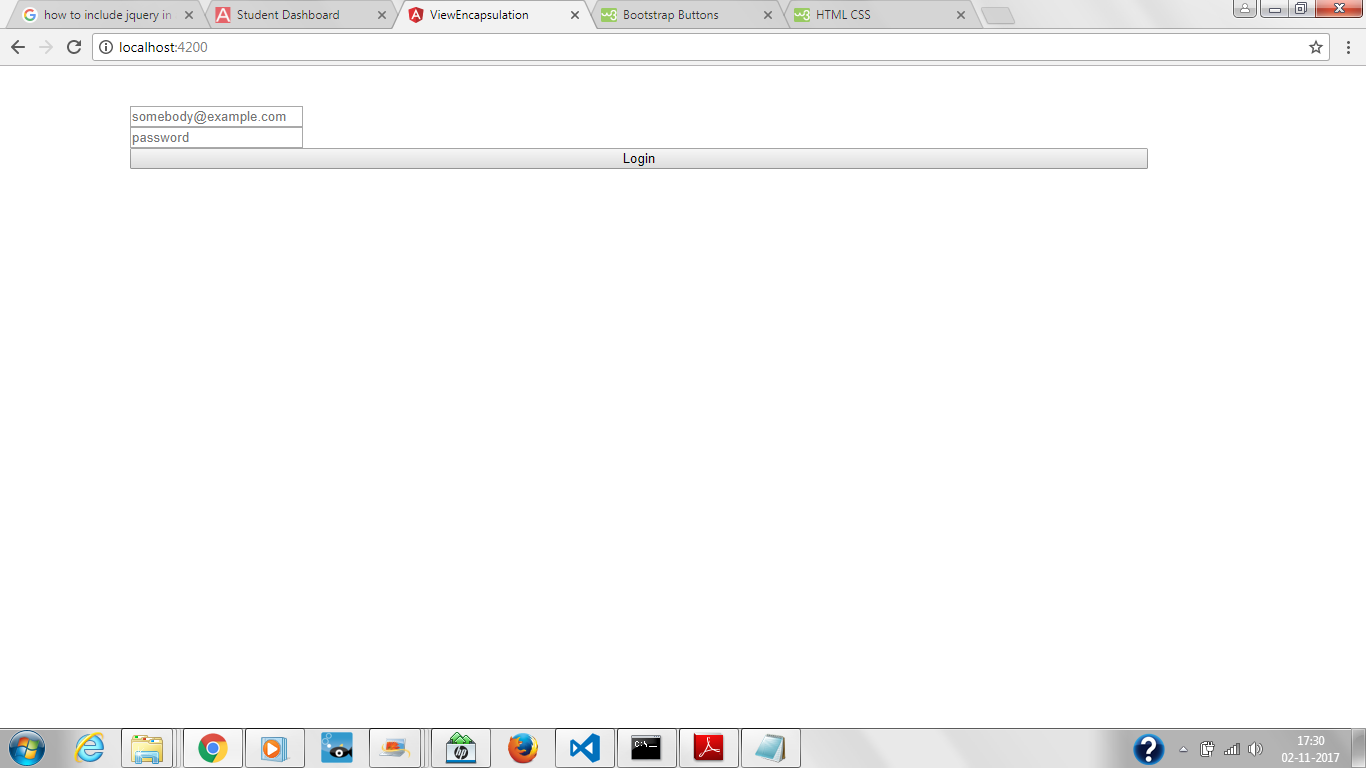 how to include jquery in
Student Dashboard
ViewEncapsulation
Bootstrap Buttons
HTML CSS
localhost:4200
somebody@example.com
password
Login
17:30
02-11-2017